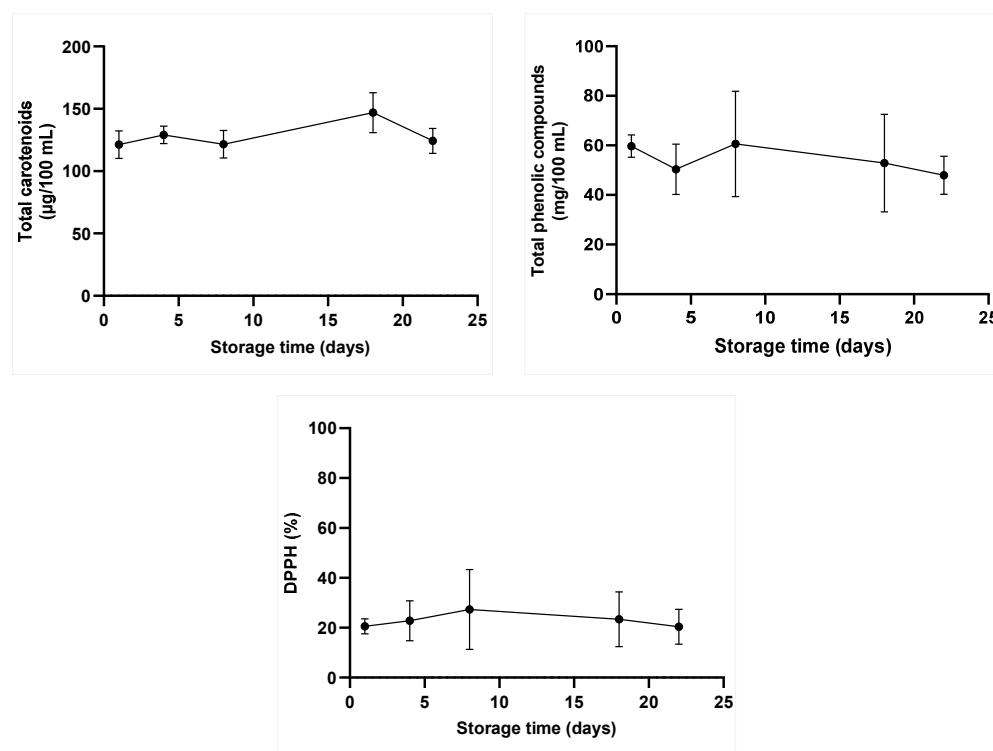 Total carotenoids
(µg/100 mL)
200
150
100
50
0
0 5 10 15 20 25
Storage time (days)
Total phenolic compounds
(mg/100 mL)
100
80
60
40
20
0
0 5 10 15 20 25
Storage time (days)
DPPH (%)
100
80
60
40
20
0
0 5 10 15 20 25
Storage time (days)